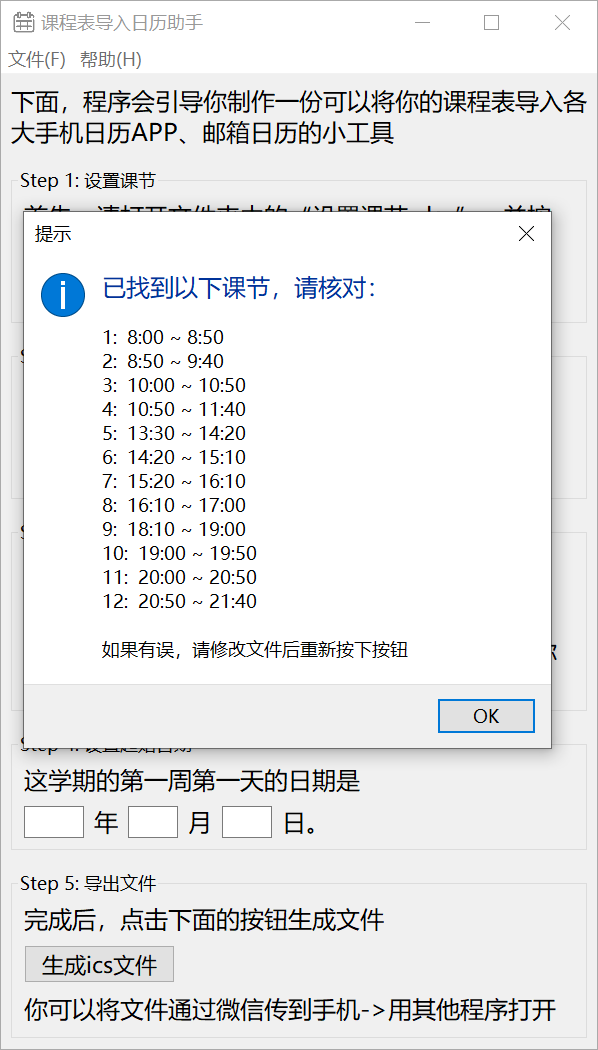 课程表导入日历助手
文件(F) 帮助(H)
下面，程序会引导你制作一份可以将你的课程表导入各
大手机日历APP、邮箱日历的小工具
Step 1: 设置课节
提示
已找到以下课节，请核对：
1: 8:00 ~ 8:50
2: 8:50 ~ 9:40
3: 10:00 ~ 10:50
4: 10:50 ~ 11:40
5: 13:30 ~ 14:20
6: 14:20 ~ 15:10
7: 15:20 ~ 16:10
8: 16:10 ~ 17:00
9: 18:10 ~ 19:00
10: 19:00 ~ 19:50
11: 20:00 ~ 20:50
12: 20:50 ~ 21:40
如果有误，请修改文件后重新按下按钮
OK
这学期的第一周第一天的日期是
年 月 日。
Step 5: 导出文件
完成后，点击下面的按钮生成文件
生成ics文件
你可以将文件通过微信传到手机->用其他程序打开